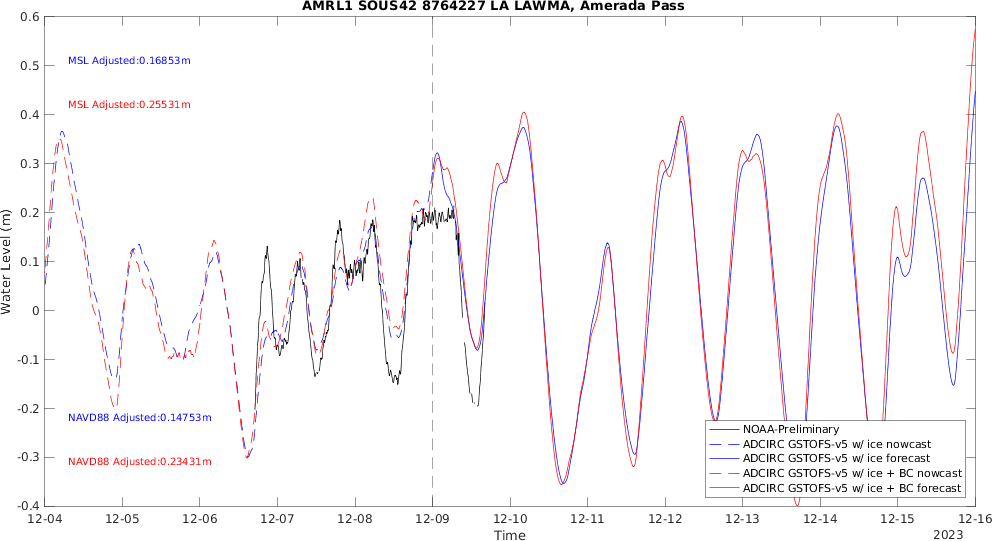 AMRL1 SOUS42 8764227 LA LAWMA, Amerada Pass
0.6
0.5
0.4
0.3
0.2
0.1
0
-0.1
-0.2
-0.3
-0.4
Water Level (m)
MSL Adjusted:0.16853m
MSL Adjusted:0.25531m
NAVD88 Adjusted:0.14753m
NAVD88 Adjusted:0.23431m
NOAA-Preliminary
ADCIRC GSTOFS-v5 w/ ice nowcast
ADCIRC GSTOFS-v5 w/ ice forecast
ADCIRC GSTOFS-v5 w/ ice + BC nowcast
ADCIRC GSTOFS-v5 w/ ice + BC forecast
12-04 12-05 12-06 12-07 12-08 12-09 12-10 12-11 12-12 12-13 12-14 12-15 12-16
Time
2023